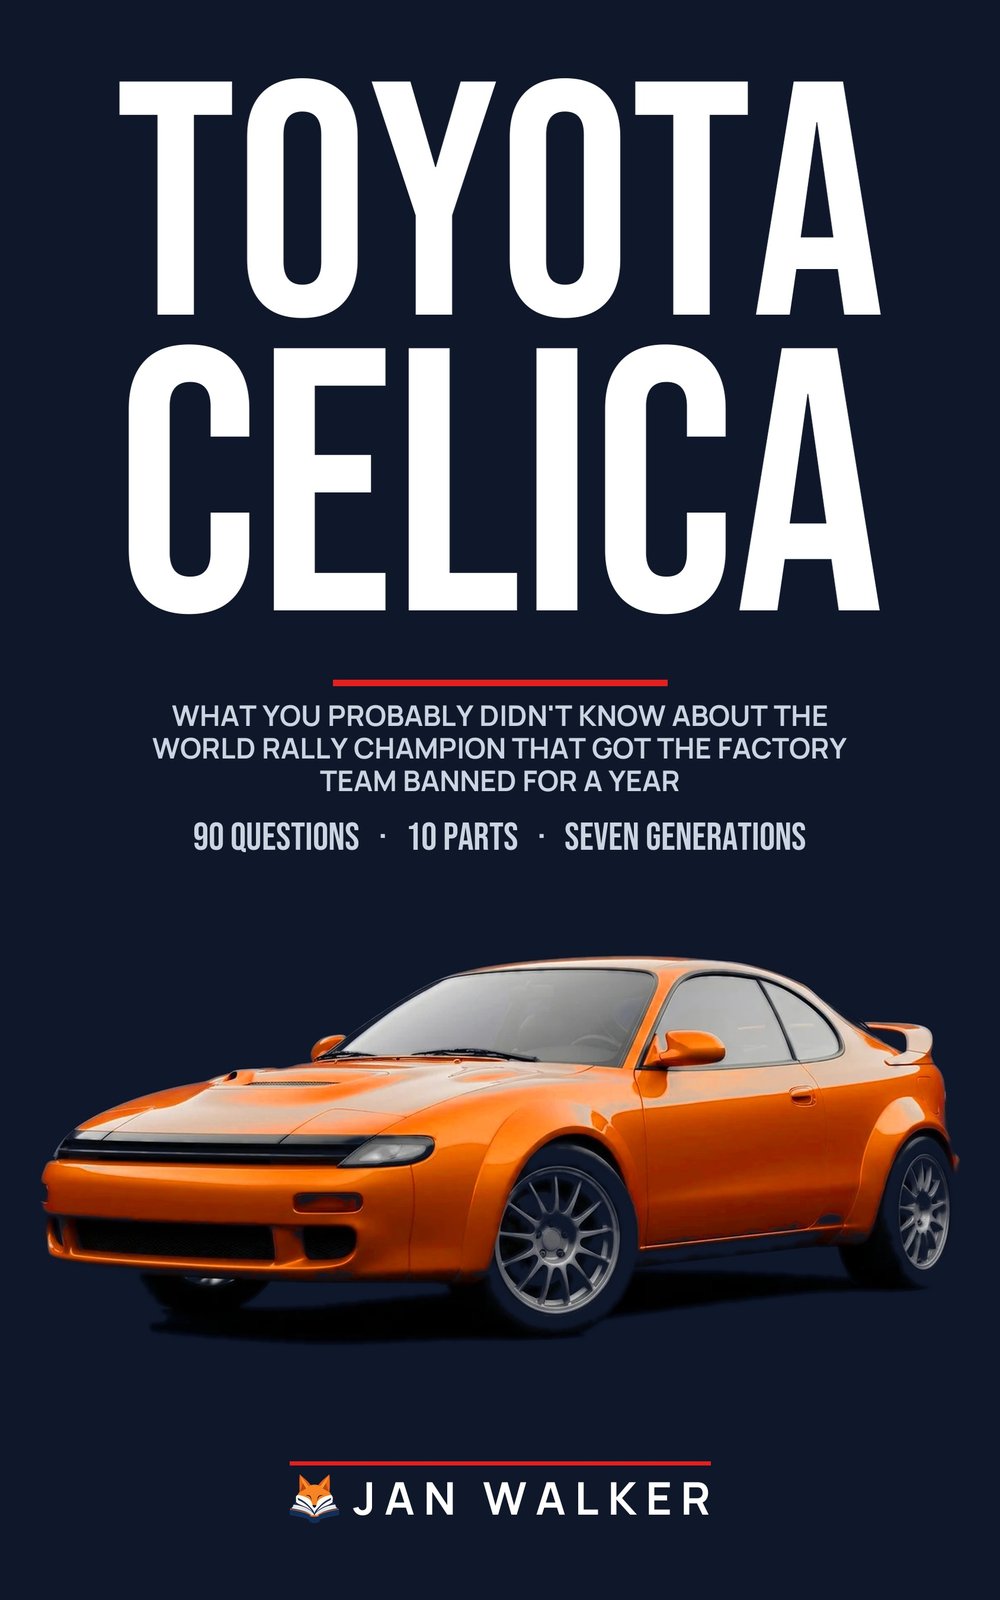 TOYOTA
CELICA
WHAT YOU PROBABLY DIDN'T KNOW ABOUT THE
WORLD RALLY CHAMPION THAT GOT THE FACTORY
TEAM BANNED FOR A YEAR
90 QUESTIONS · 10 PARTS · SEVEN GENERATIONS
JAN WALKER